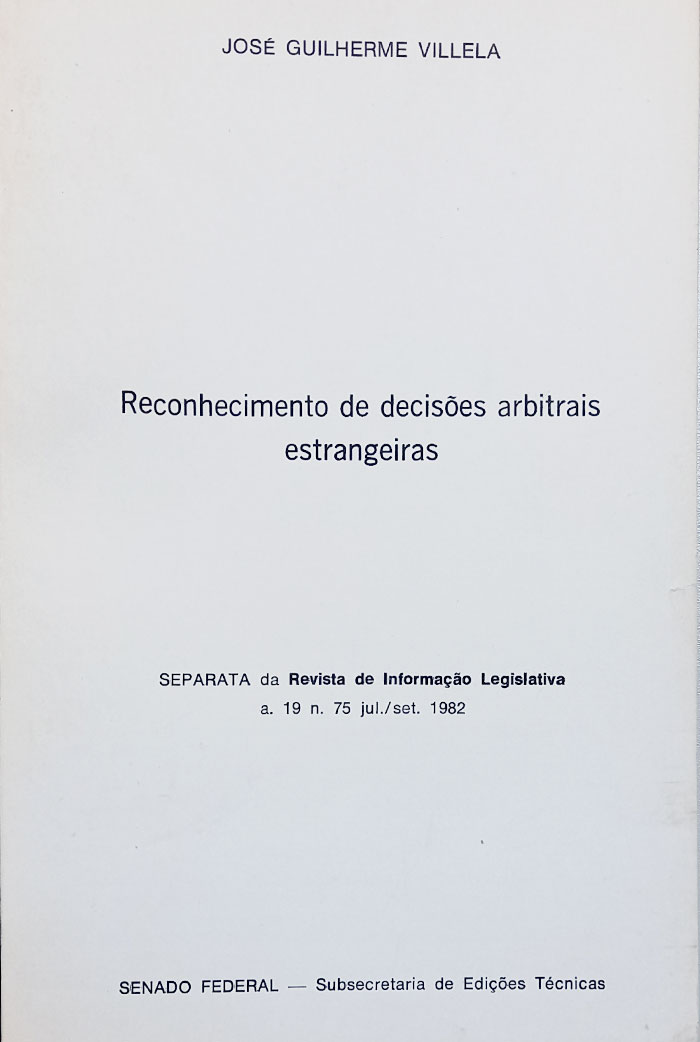 JOSÉ GUILHERME VILLELA
Reconhecimento de decisões arbitrais
estrangeiras
SEPARATA da Revista de Informação Legislativa
a. 19 n. 75 jul./set. 1982
SENADO FEDERAL — Subsecretaria de Edições Técnicas